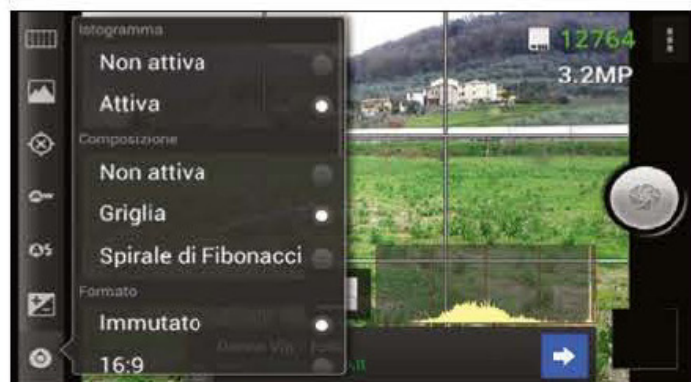 Istogramma
Non attiva
Attiva
Composizione
Non attiva
Griglia
Spirale di Fibonacci
Formato
Immutato
16:9
12764
3.2MP